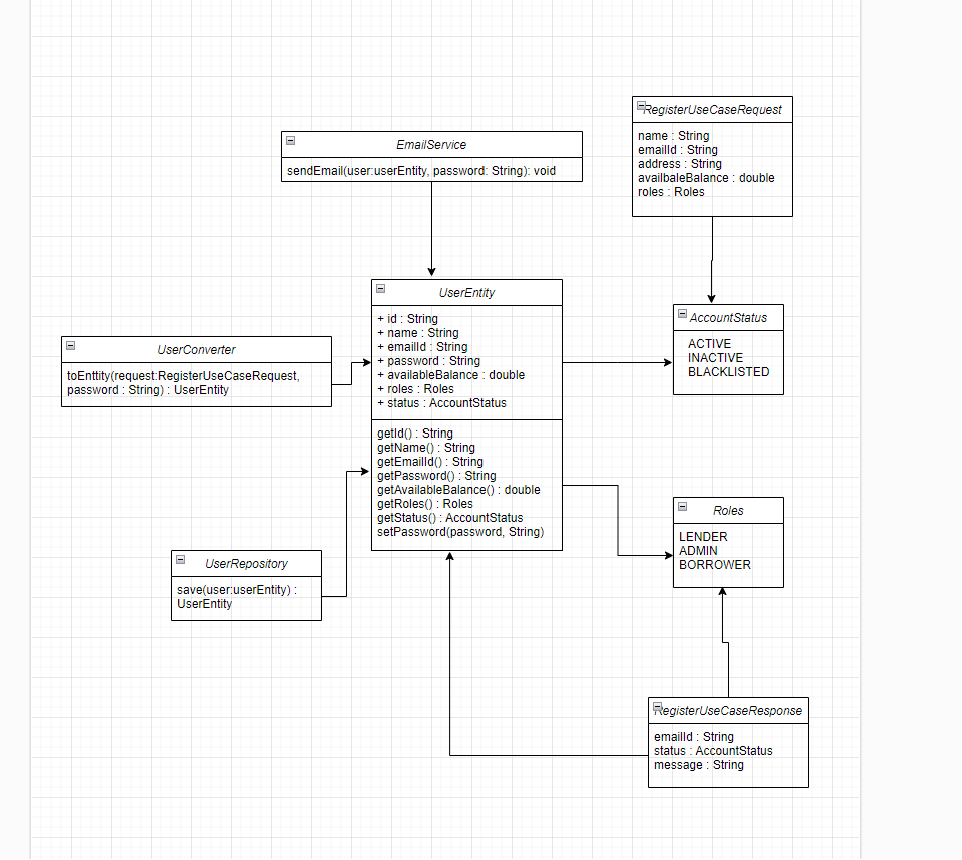 RegisterUseCaseRequest
name : String
emailId : String
address : String
availbaleBalance : double
roles : Roles
EmailService
sendEmail(user:userEntity, password: String): void
UserEntity
+ id : String
+ name : String
+ emailId : String
+ password : String
+ availableBalance : double
+ roles : Roles
+ status : AccountStatus
getId() : String
getName() : String
getEmailId() : String
getPassword() : String
getAvailableBalance() : double
getRoles() : Roles
getStatus() : AccountStatus
setPassword(password, String)
AccountStatus
ACTIVE
INACTIVE
BLACKLISTED
UserConverter
toEnttity(request:RegisterUseCaseRequest,
password : String) : UserEntity
Roles
LENDER
ADMIN
BORROWER
UserRepository
save(user:userEntity) :
UserEntity
RegisterUseCaseResponse
emailId : String
status : AccountStatus
message : String